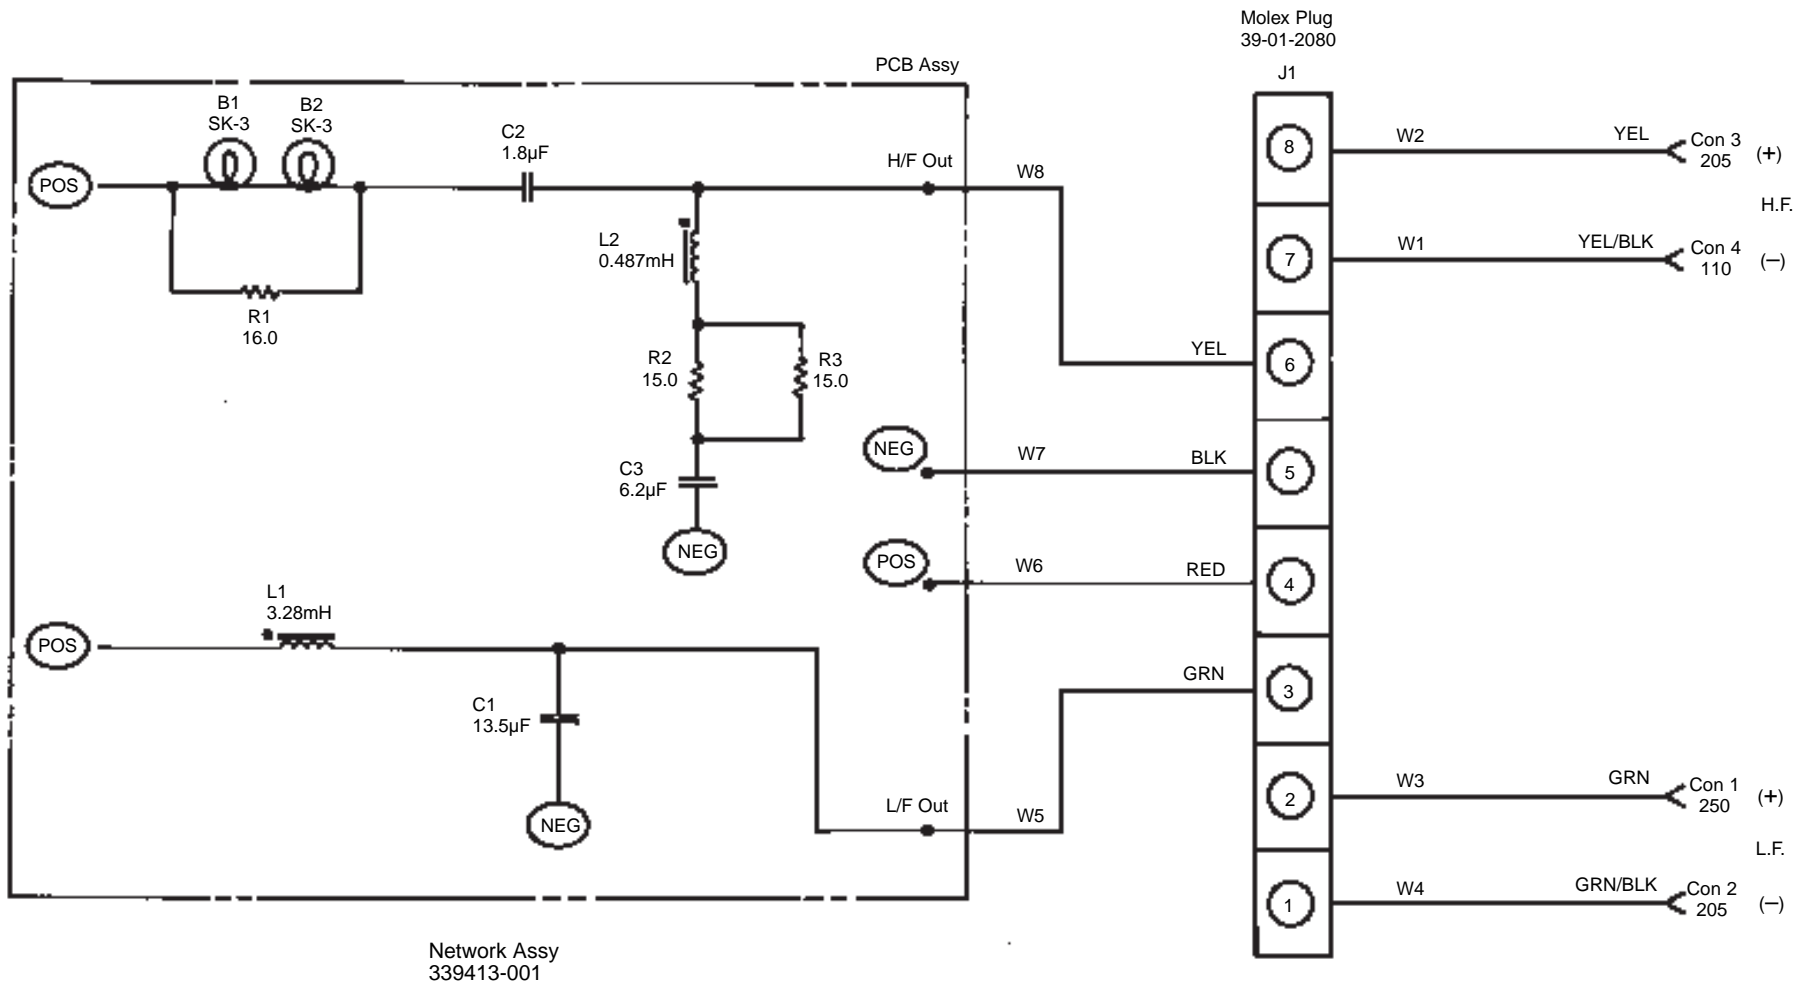 Molex Plug
39-01-2080
J1
PCB Assy
B1
SK-3
B2
SK-3
C2
1.8µF
POS
H/F Out
W8
8
W2
YEL
Con 3
205
(+)
H.F.
L2
0.487mH
7
W1
YEL/BLK
Con 4
110
(–)
R1
16.0
R2
15.0
R3
15.0
YEL
6
NEG
W7
BLK
5
C3
6.2µF
NEG
POS
W6
RED
4
L1
3.28mH
POS
GRN
3
C1
13.5µF
NEG
L/F Out
W5
2
W3
GRN
Con 1
250
(+)
L.F.
1
W4
GRN/BLK
Con 2
205
(–)
Network Assy
339413-001